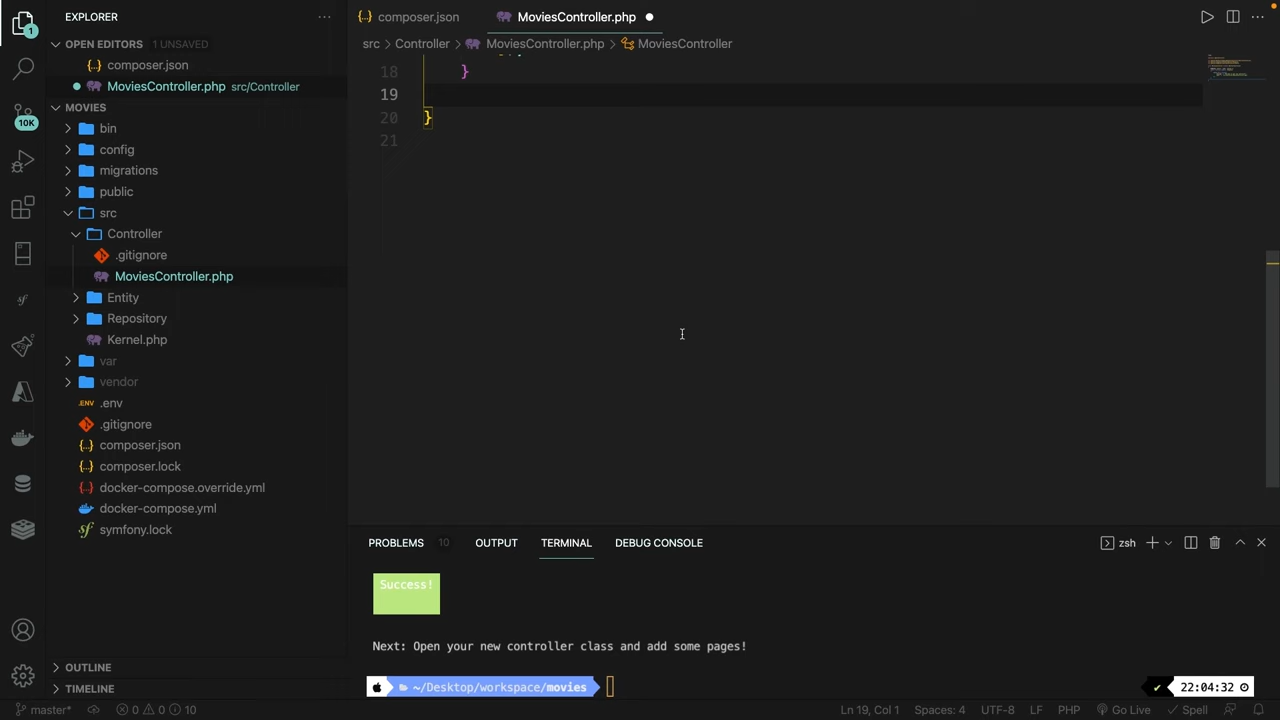 EXPLORER
composer.json
MoviesController.php
OPEN EDITORS 1 UNSAVED
src
Controller
MoviesController.php
MoviesController
composer.json
18 }
MoviesController.php src/Controller
19
MOVIES
20 }
bin
21
config
migrations
public
src
Controller
.gitignore
MoviesController.php
Entity
Repository
Kernel.php
var
vendor
.ENV .env
.gitignore
composer.json
composer.lock
docker-compose.override.yml
docker-compose.yml
symfony.lock
1
10K
PROBLEMS 10 OUTPUT TERMINAL DEBUG CONSOLE
zsh
Success!
Next: Open your new controller class and add some pages!
~/Desktop/workspace/movies
22:04:32
OUTLINE
TIMELINE
master*
0 0 10
Ln 19, Col 1 Spaces: 4 UTF-8 LF PHP Go Live Spell